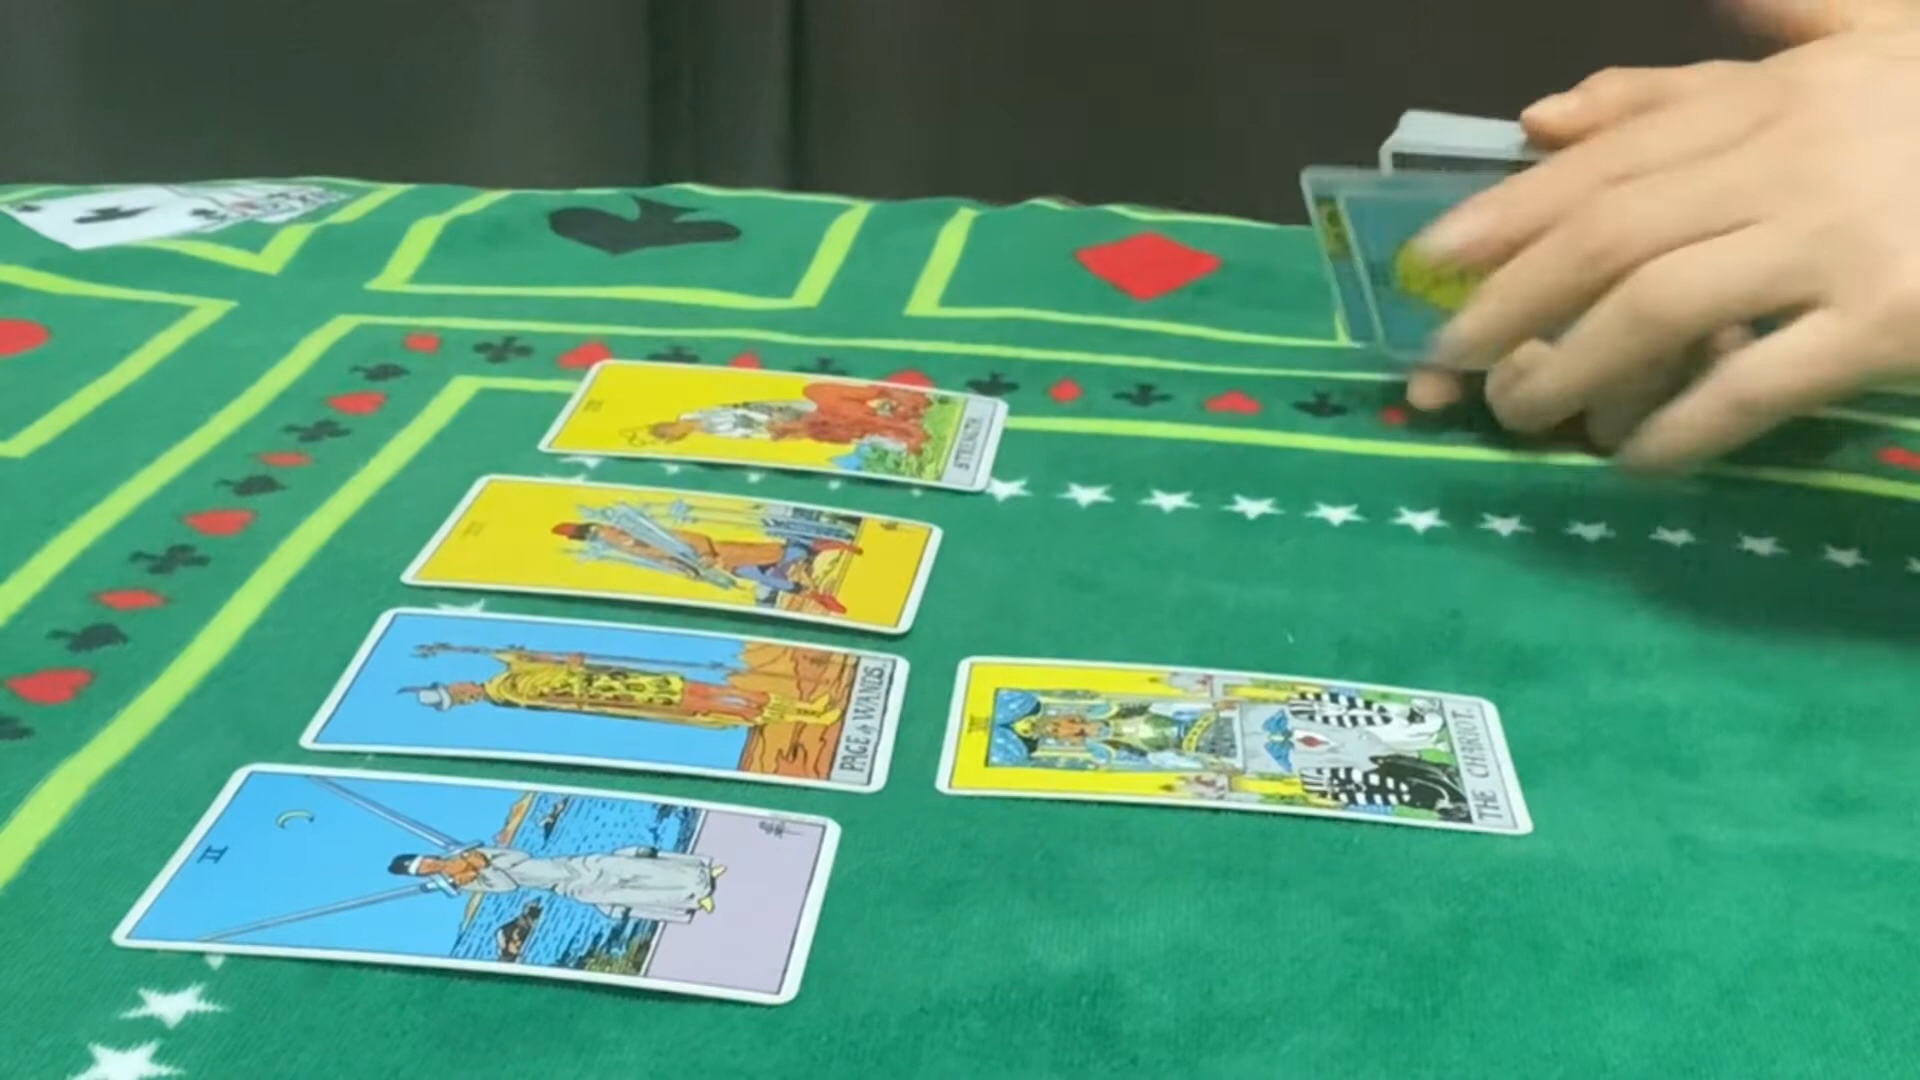 STRENGTH
PAGE of WANDS.
THE CHARIOT.
II